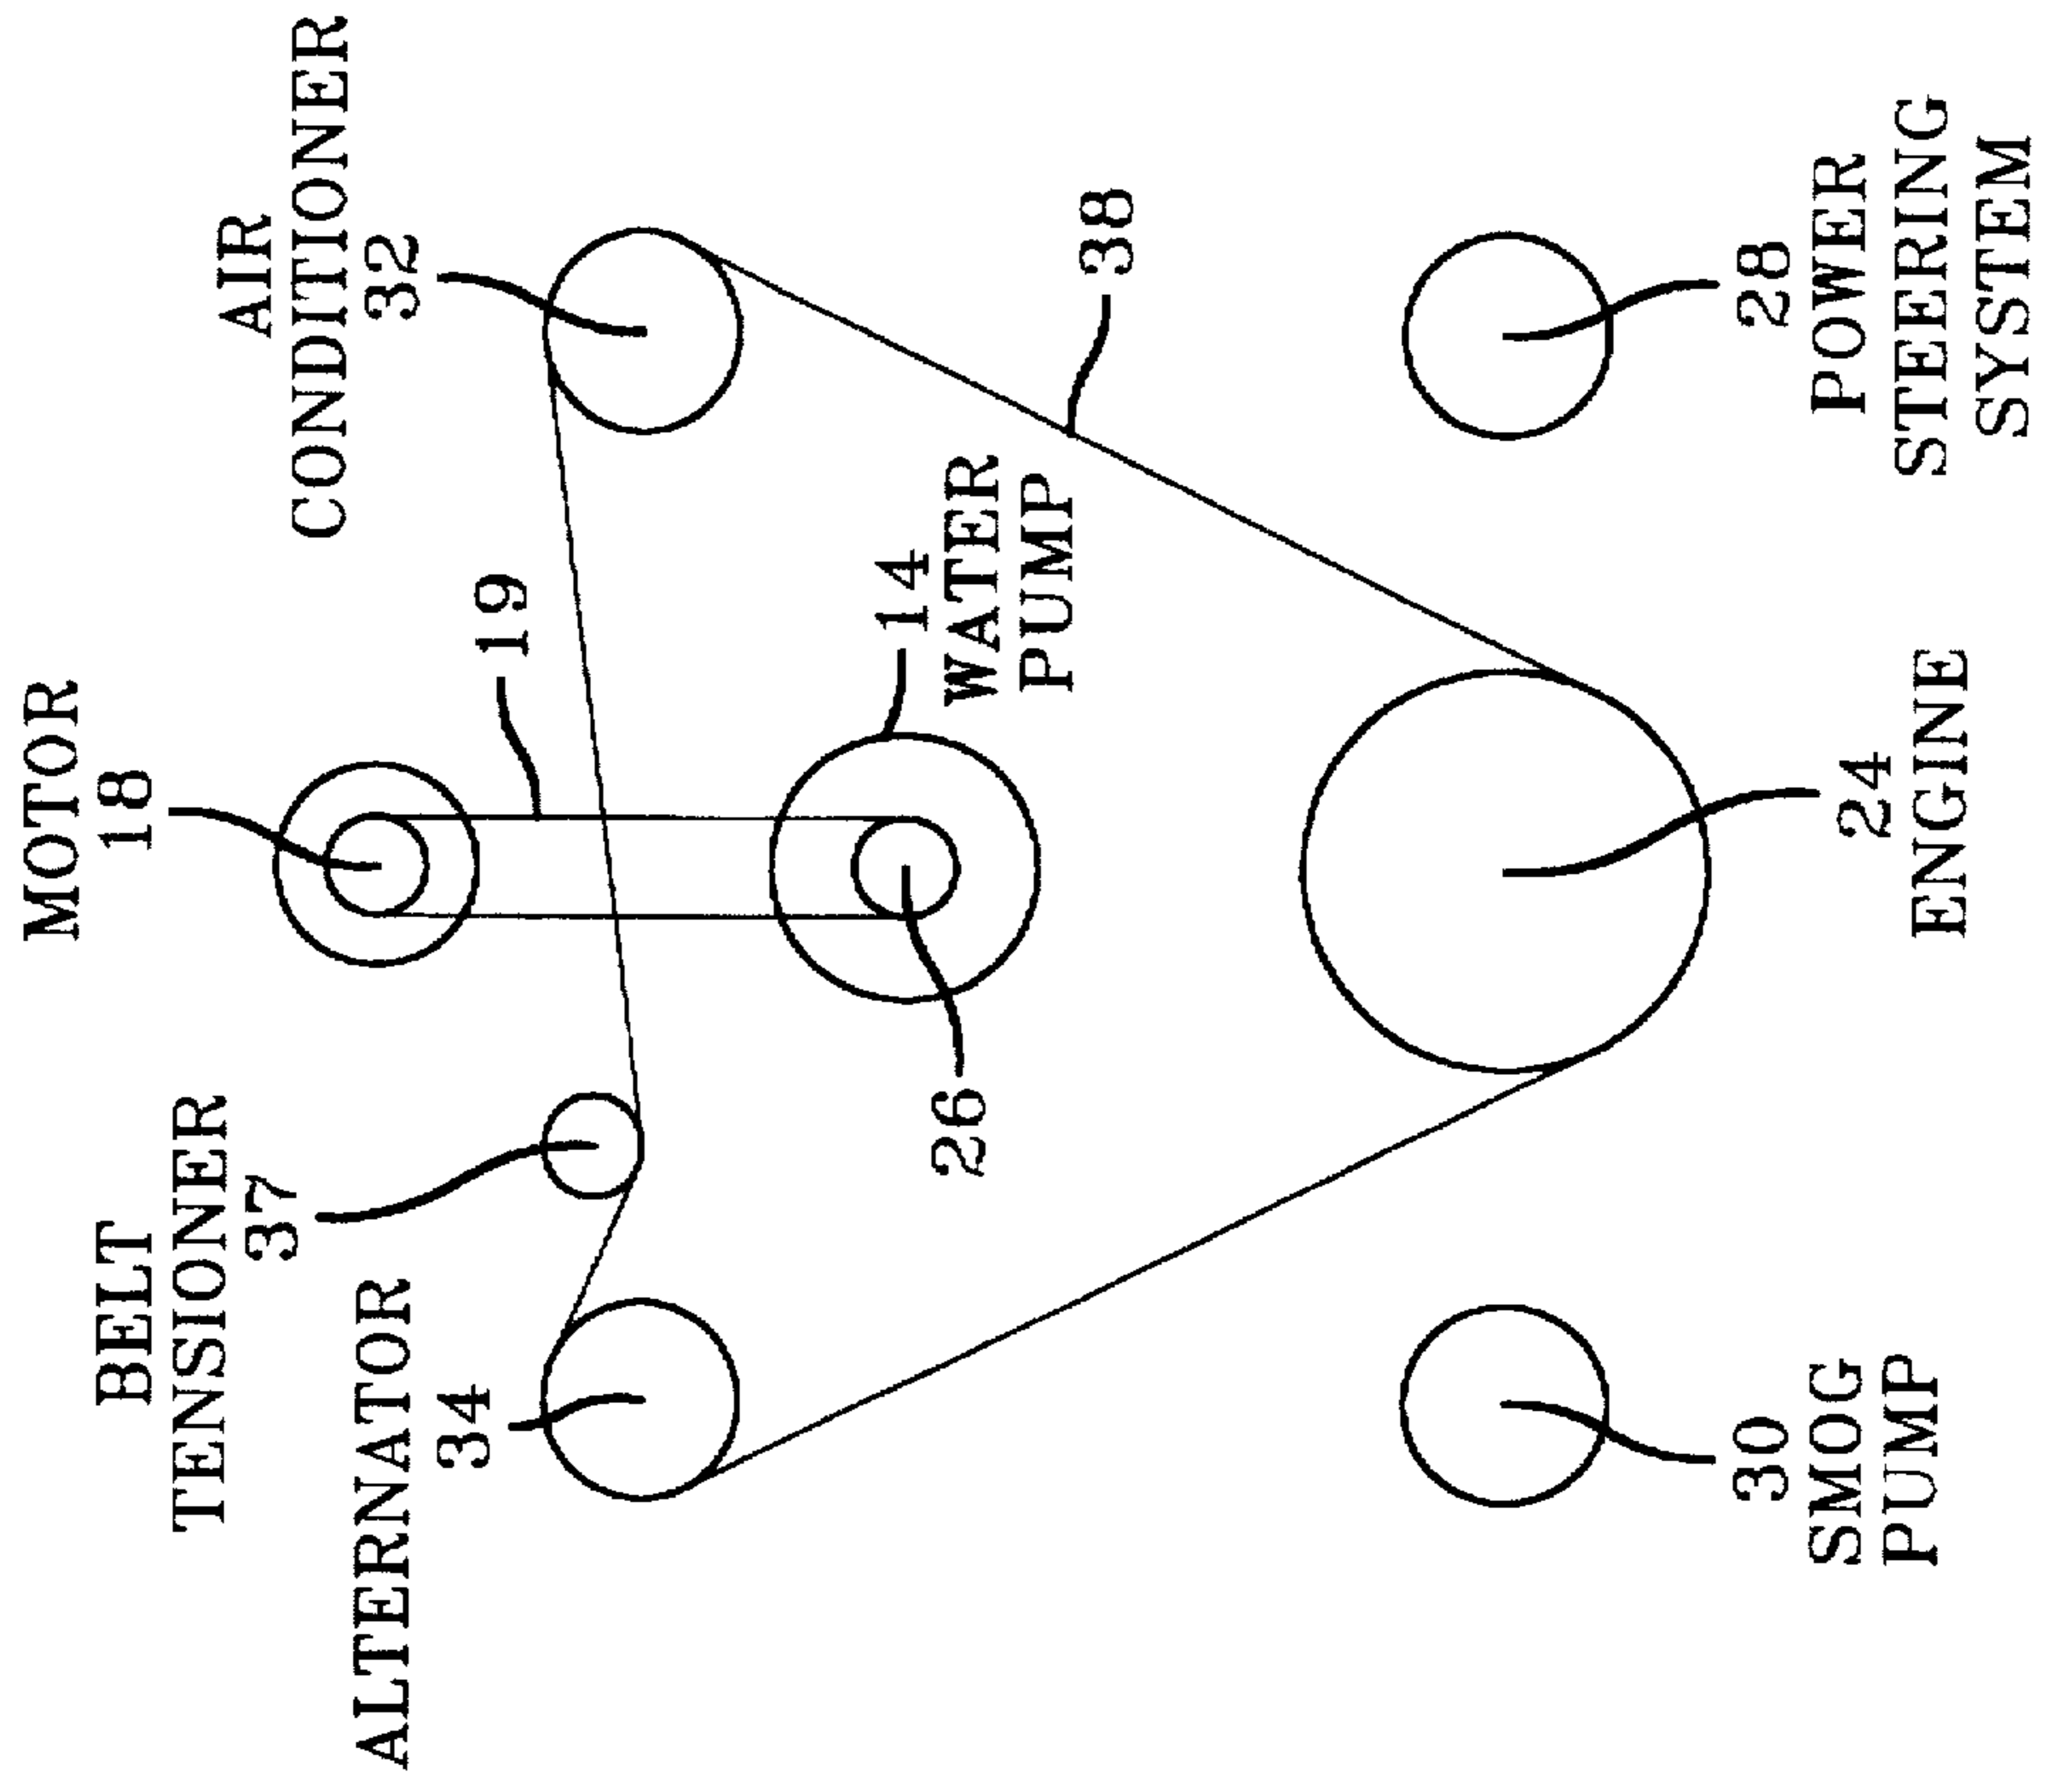 MOTOR
18
BELT
TENSIONER
37
ALTERNATOR
34
AIR
CONDITIONER
32
19
14
WATER
PUMP
26
38
30
SMOG
PUMP
24
ENGINE
28
POWER
STEERING
SYSTEM